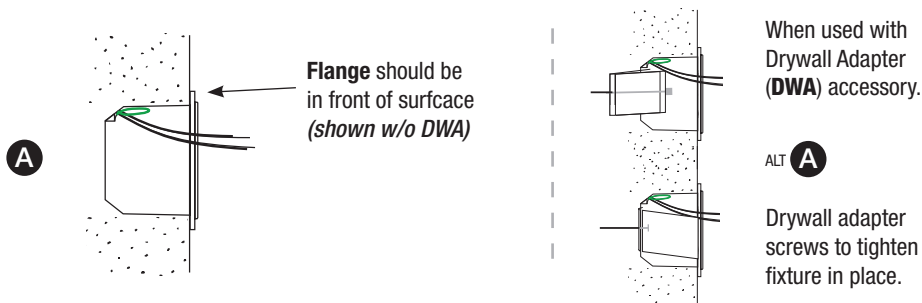 A
Flange should be
in front of surfcace
(shown w/o DWA)
When used with
Drywall Adapter
(DWA) accessory.
ALT A
Drywall adapter
screws to tighten
fixture in place.